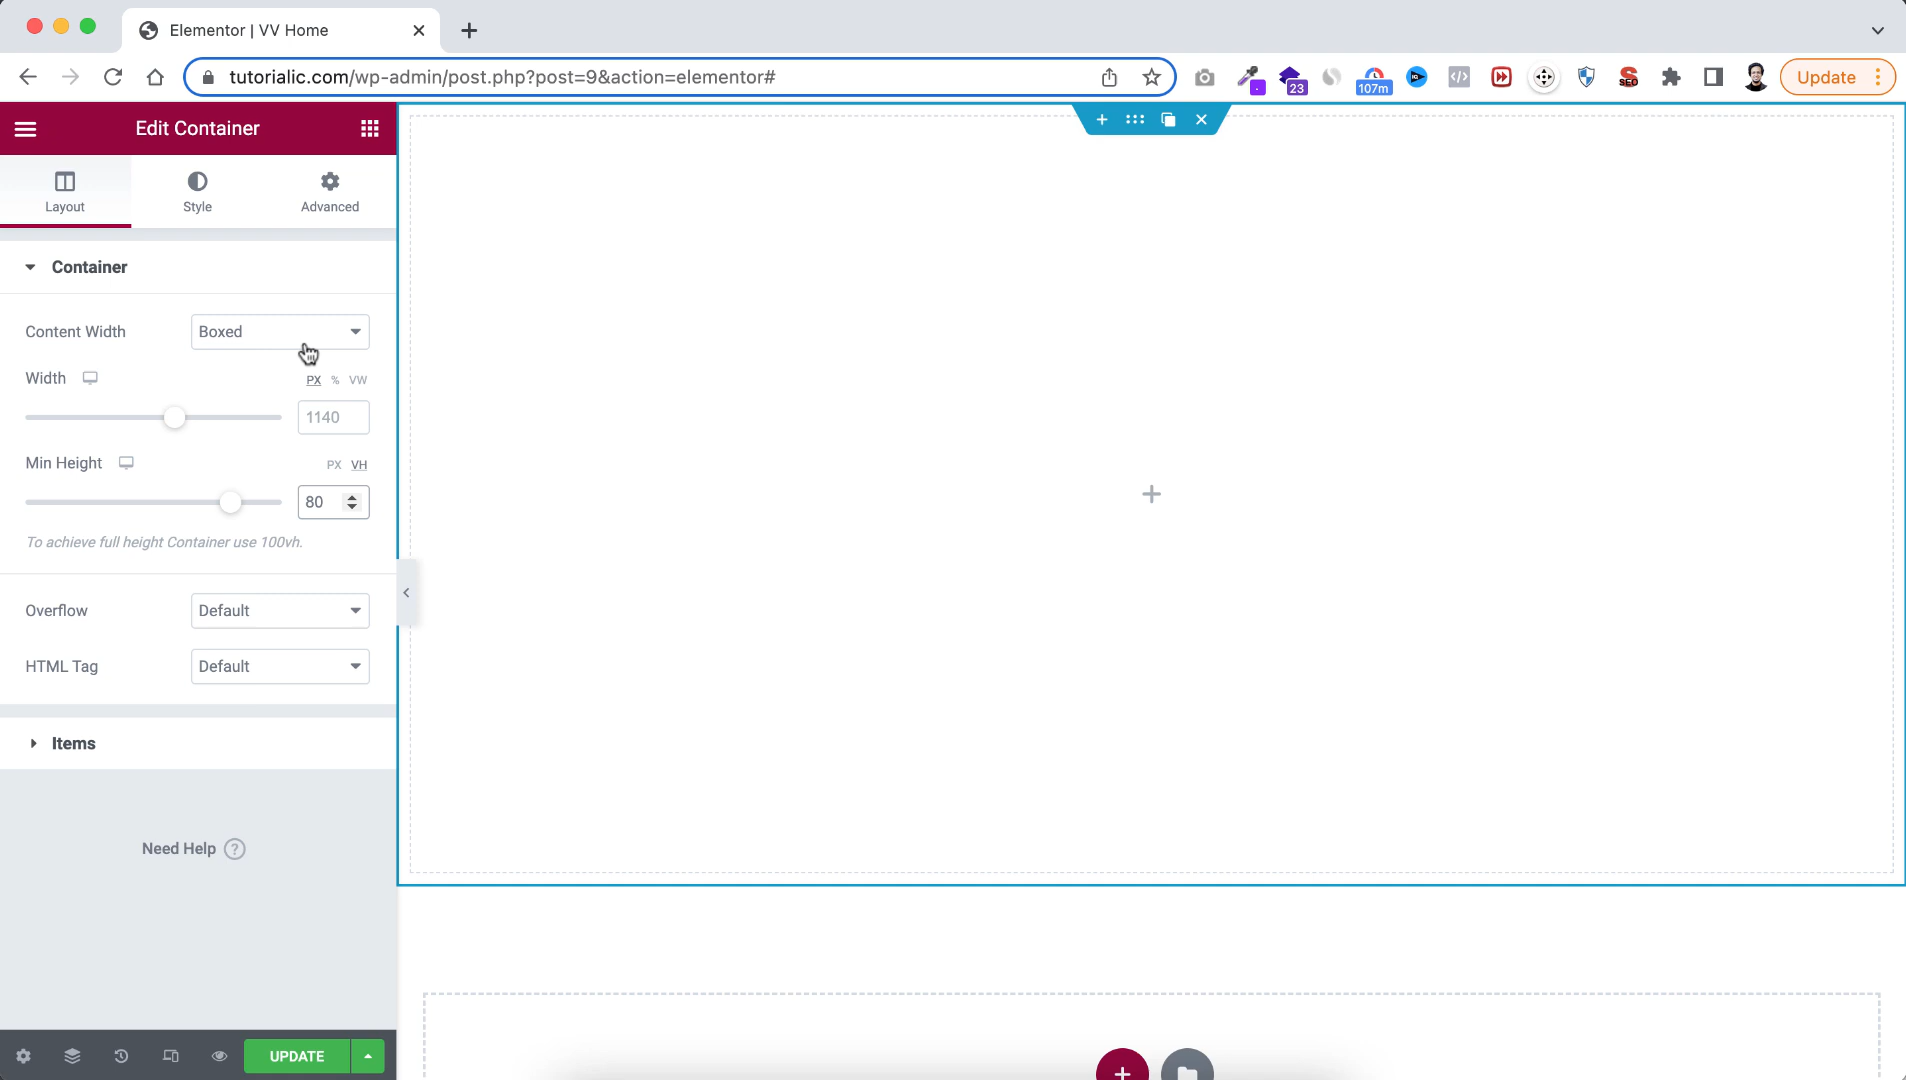 Elementor | VV Home
tutorialic.com/wp-admin/post.php?post=9&action=elementor#
23
107m
SEO
Update
Edit Container
Layout
Style
Advanced
Container
Content Width
Boxed
Width
PX % VW
1140
Min Height
PX VH
80
To achieve full height Container use 100vh.
Overflow
Default
HTML Tag
Default
Items
Need Help ?
UPDATE